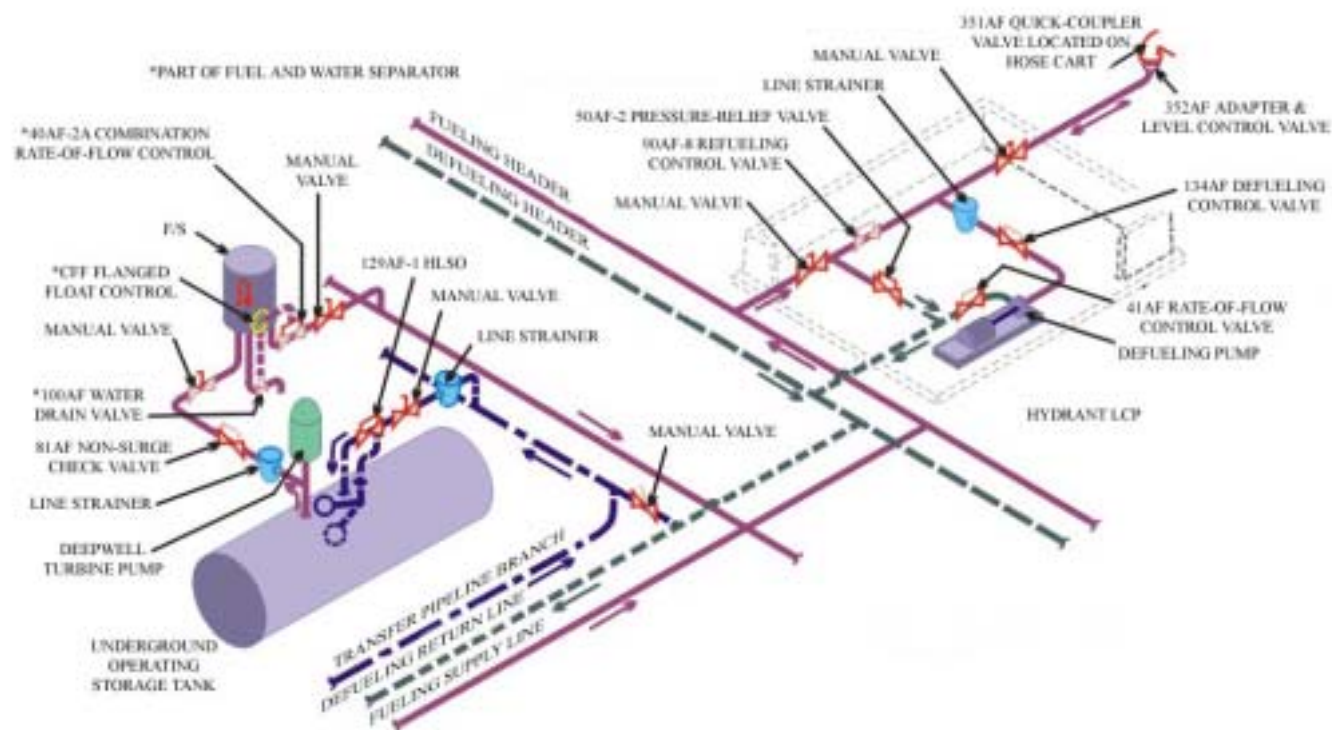 351AF QUICK-COUPLER
VALVE LOCATED ON
HOSE CART
MANUAL VALVE
*PART OF FUEL AND WATER SEPARATOR
LINE STRAINER
352AF ADAPTER &
LEVEL CONTROL VALVE
50AF-2 PRESSURE-RELIEF VALVE
*40AF-2A COMBINATION
RATE-OF-FLOW CONTROL
MANUAL
VALVE
FUELING HEADER
DEFUELING HEADER
90AF-8 REFUELING
CONTROL VALVE
134AF DEFUELING
CONTROL VALVE
MANUAL VALVE
F/S
129AF-1 HLSO
*CFF FLANGED
FLOAT CONTROL
MANUAL VALVE
41AF RATE-OF-FLOW
CONTROL VALVE
MANUAL VALVE
LINE STRAINER
DEFUELING PUMP
*100AF WATER
DRAIN VALVE
HYDRANT LCP
MANUAL VALVE
81AF NON-SURGE
CHECK VALVE
LINE STRAINER
DEEPWELL
TURBINE PUMP
TRANSFER PIPELINE BRANCH
DEFUELING RETURN LINE
FUELING SUPPLY LINE
UNDERGROUND
OPERATING
STORAGE TANK